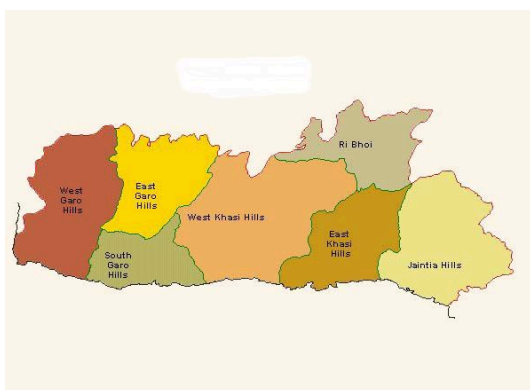 West
Garo
Hills
East
Garo
Hills
South
Garo
Hills
West Khasi Hills
Ri Bhoi
East
Khasi
Hills
Jaintia Hills